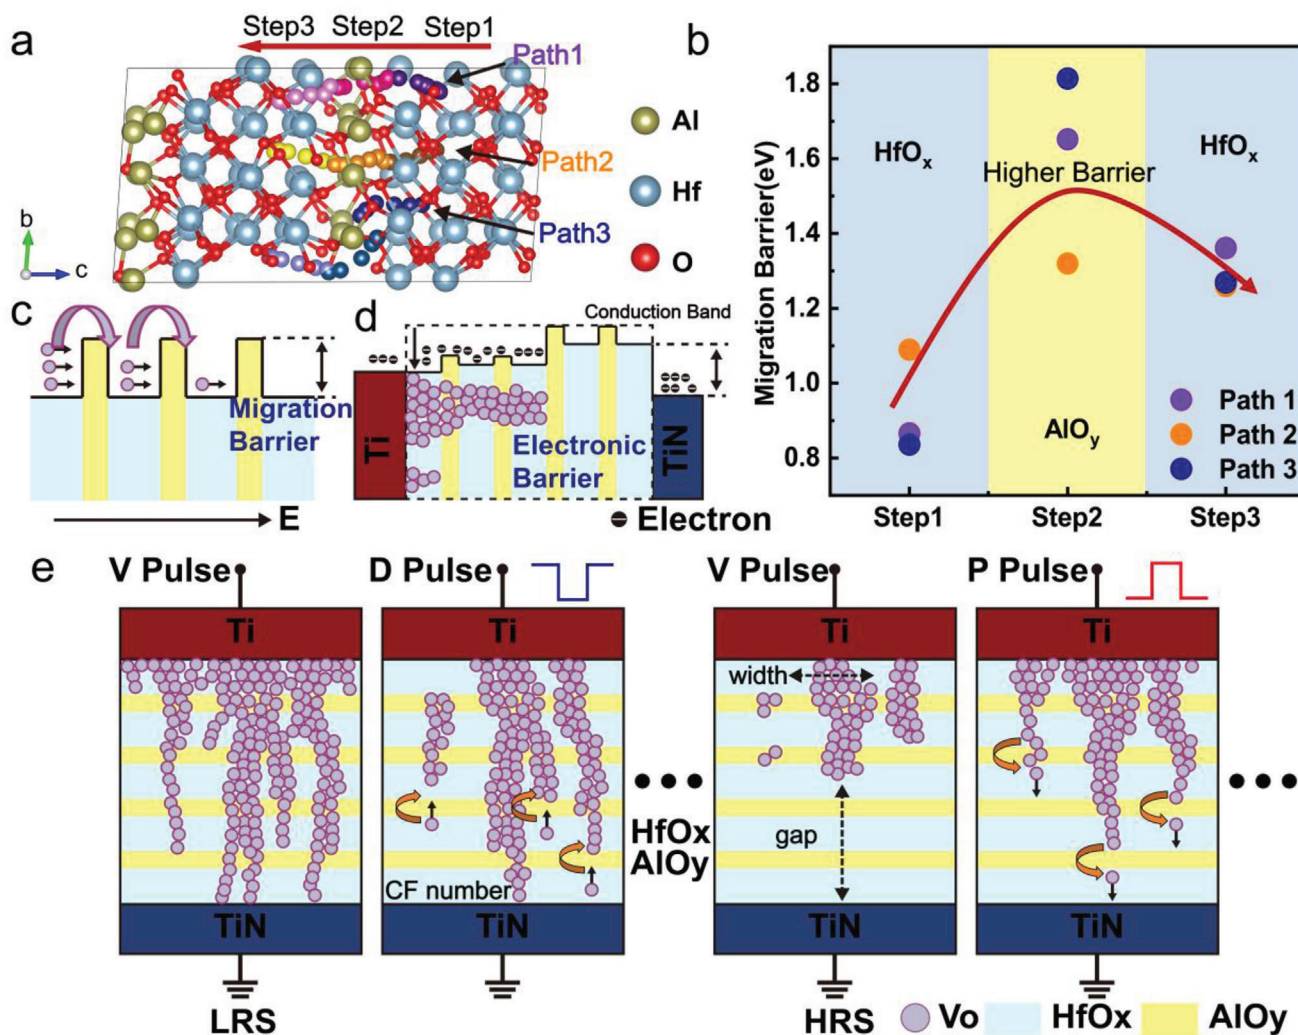 a
Step3 Step2 Step1
Path1
Path2
Path3
Al
Hf
O
b
c
b
1.8
1.6
1.4
1.2
1.0
0.8
Migration Barrier(eV)
HfOx
Higher Barrier
HfOx
AlOy
Path 1
Path 2
Path 3
Step1 Step2 Step3
c
Migration
Barrier
E
d
Conduction Band
Ti
Electronic
Barrier
TiN
Electron
e
V Pulse
Ti
TiN
LRS
D Pulse
Ti
CF number
TiN
HfOx
AlOy
V Pulse
Ti
width
gap
TiN
HRS
P Pulse
Ti
TiN
Vo HfOx AlOy